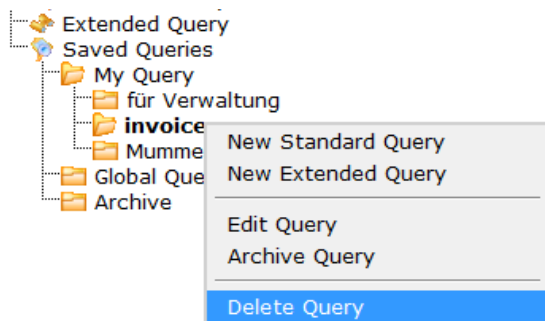 Extended Query
Saved Queries
My Query
für Verwaltung
invoice
Mumme
Global Que
Archive
New Standard Query
New Extended Query
Edit Query
Archive Query
Delete Query